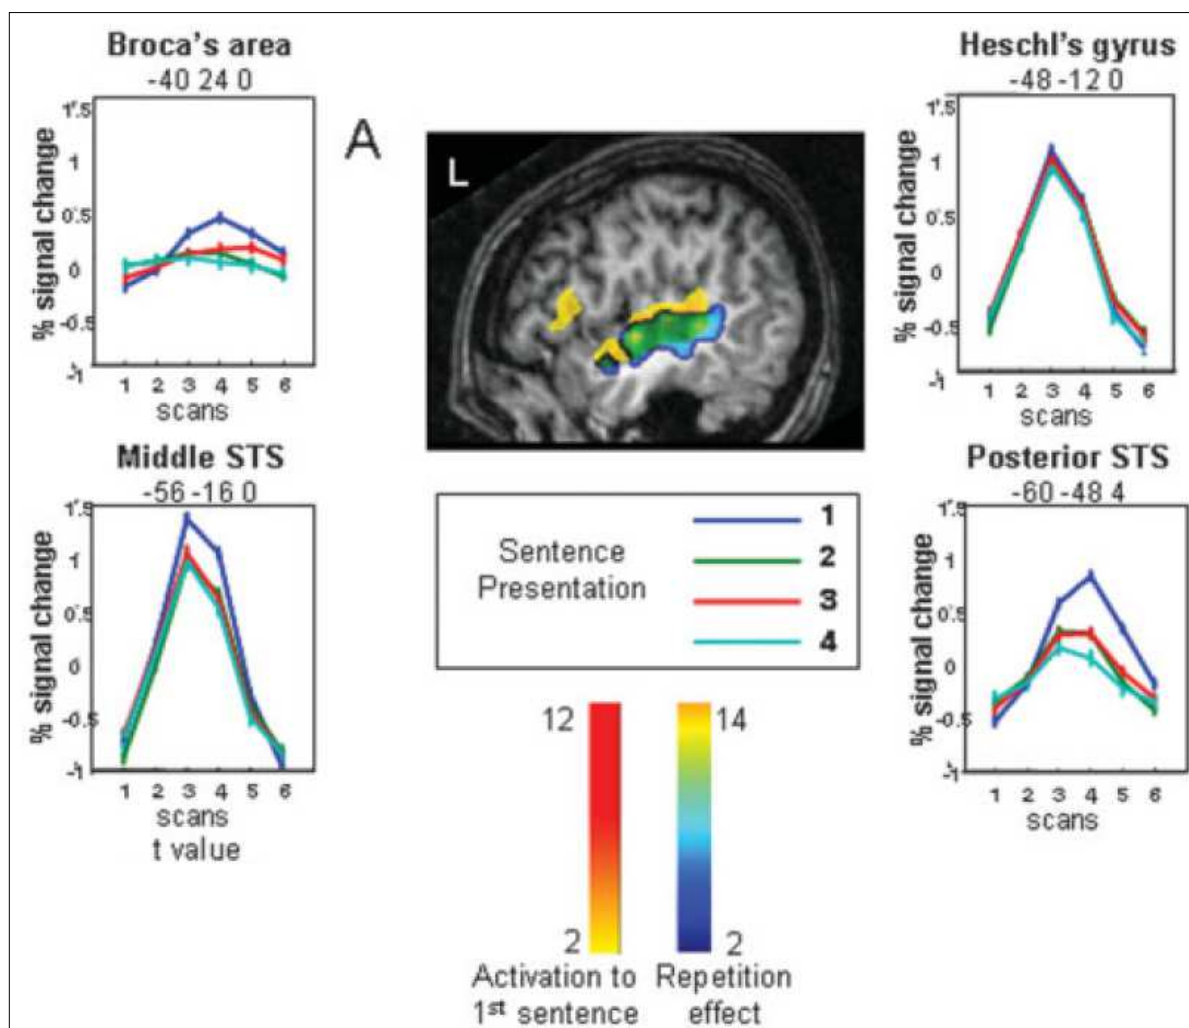 Broca's area
-40 24 0
% signal change
1.5
1
0.5
0
-0.5
-1
1 2 3 4 5 6
scans
A
L
Heschl's gyrus
-48 -12 0
% signal change
1.5
1
0.5
0
-0.5
-1
1 2 3 4 5 6
scans
Middle STS
-56 -16 0
% signal change
1.5
1
0.5
0
-0.5
-1
1 2 3 4 5 6
scans
t value
Sentence
Presentation
1
2
3
4
Posterior STS
-60 -48 4
% signal change
1.5
1
0.5
0
-0.5
-1
1 2 3 4 5 6
scans
12
2
Activation to
1st sentence
14
2
Repetition
effect